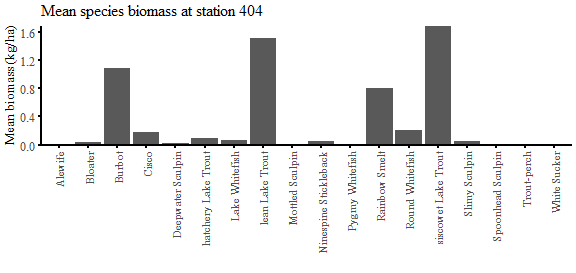 Mean species biomass at station 404
Mean biomass (kg/ha)
1.6
1.2
0.8
0.4
0.0
Alewife
Bloater
Burbot
Cisco
Deepwater Sculpin
hatchery Lake Trout
Lake Whitefish
lean Lake Trout
Mottled Sculpin
Ninespine Stickleback
Pygmy Whitefish
Rainbow Smelt
Round Whitefish
siscowet Lake Trout
Slimy Sculpin
Spoonhead Sculpin
Trout-perch
White Sucker